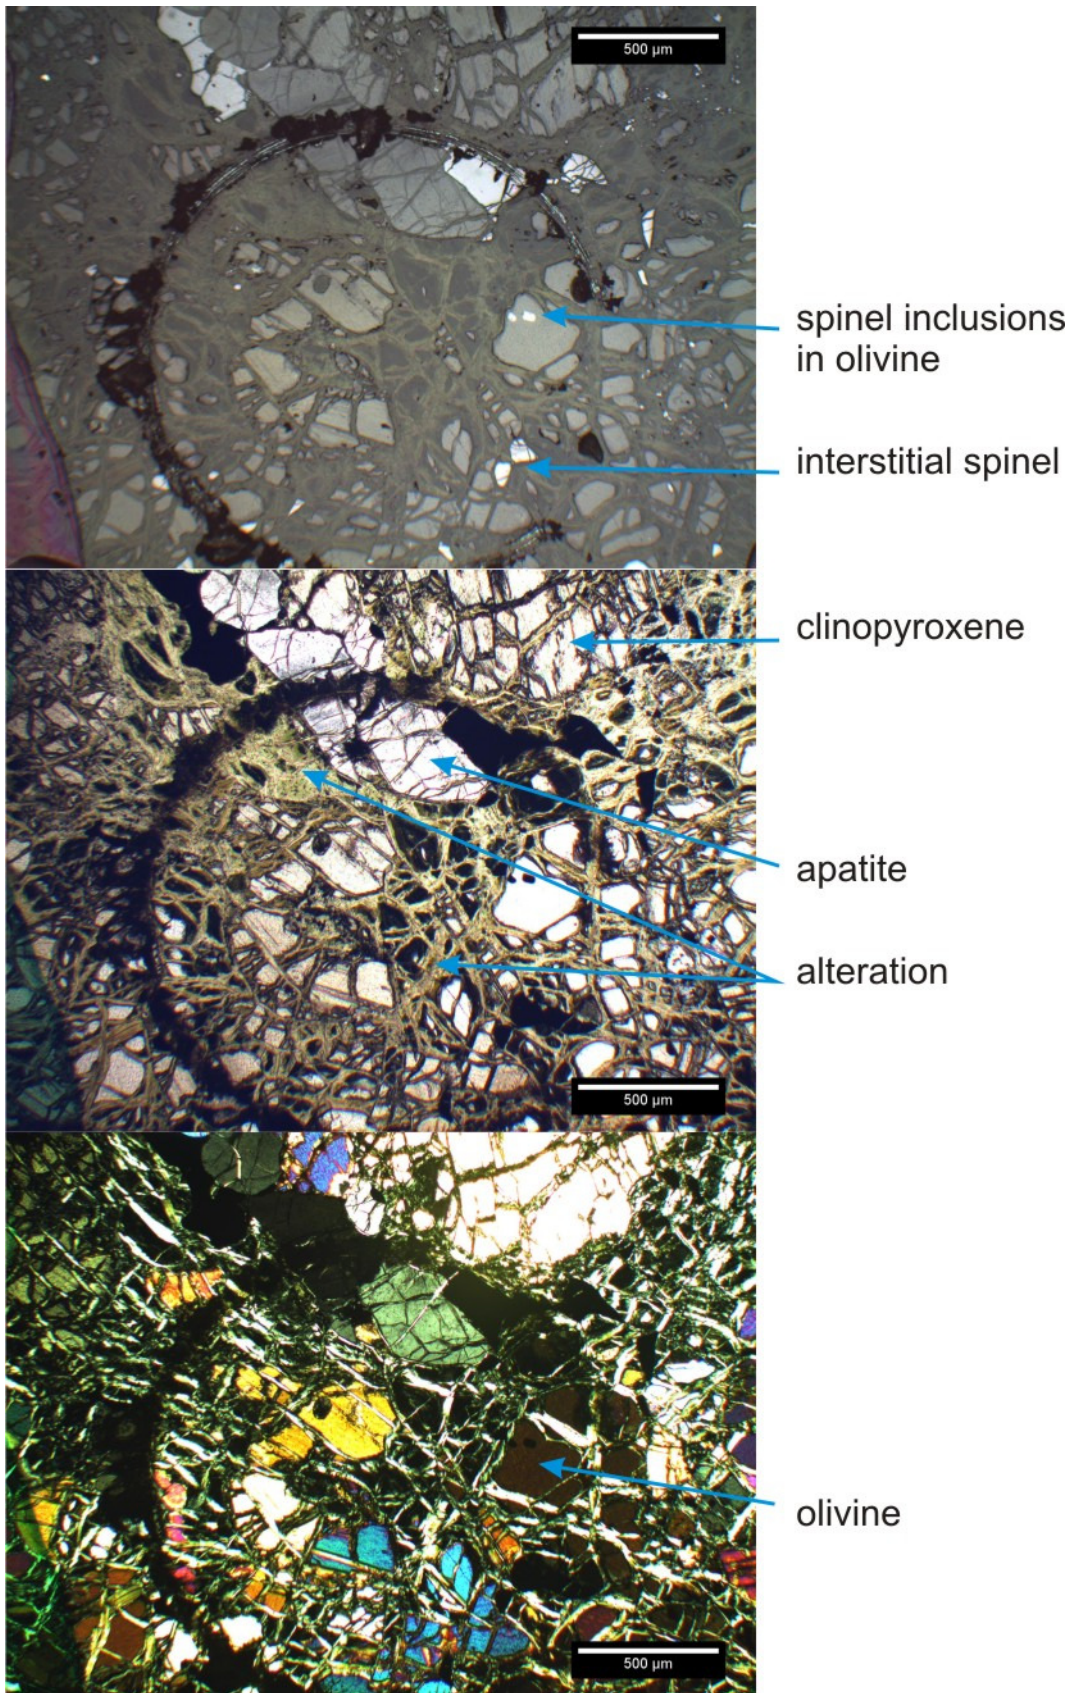 500 µm
spinel inclusions
in olivine
interstitial spinel
clinopyroxene
apatite
alteration
500 µm
olivine
500 µm